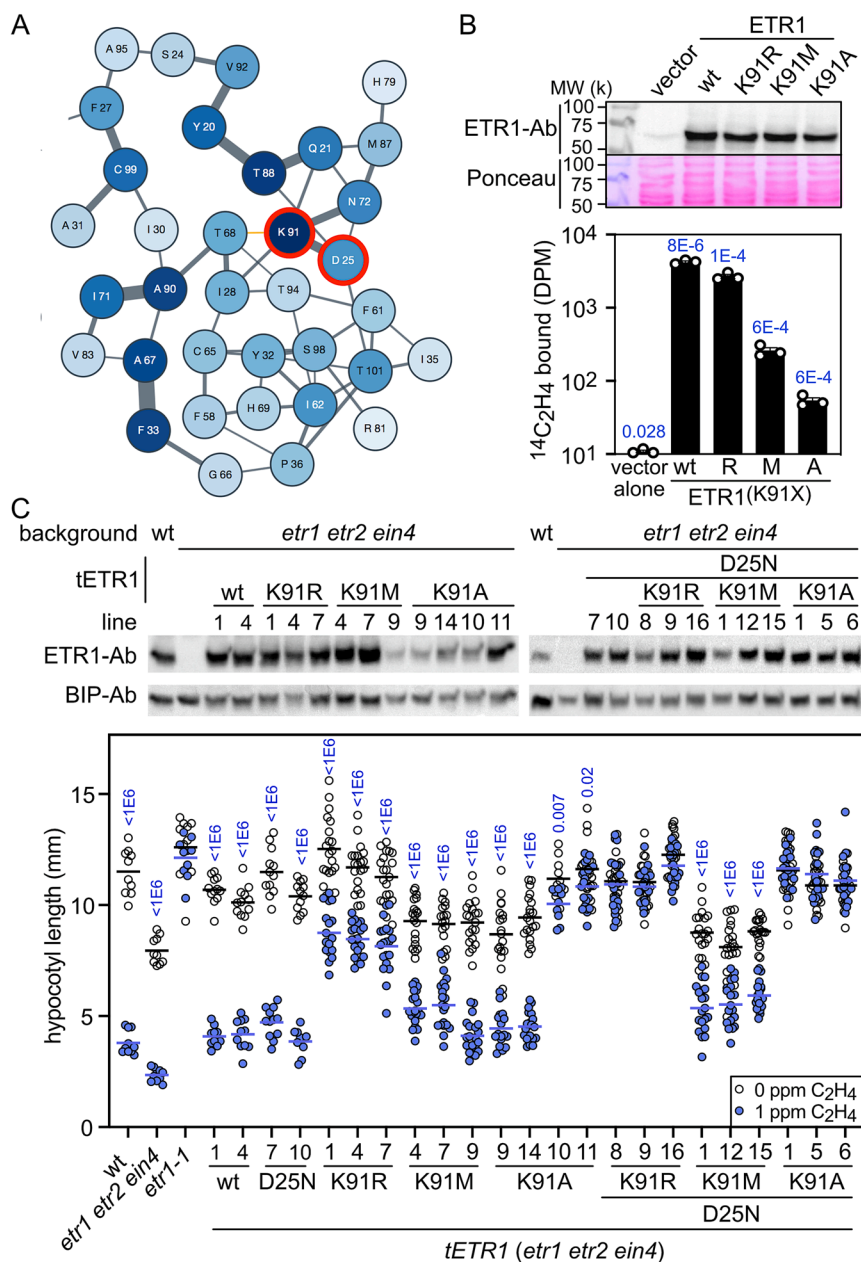 A
A 95
S 24
V 92
H 79
F 27
Y 20
Q 21
M 87
C 99
T 88
N 72
A 31
I 30
T 68
K 91
D 25
I 71
A 90
I 28
T 94
F 61
V 83
A 67
C 65
Y 32
S 98
T 101
I 35
F 33
F 58
H 69
I 62
R 81
G 66
P 36
B
ETR1
vector
wt
K91R
K91M
K91A
MW (k)
ETR1-Ab
100
75
50
Ponceau
100
75
50
14C2H4 bound (DPM)
104
103
102
101
0.028
8E-6
1E-4
6E-4
6E-4
vector alone
wt
R
M
A
ETR1(K91X)
C
background wt etr1 etr2 ein4 wt etr1 etr2 ein4
D25N
tETR1 wt K91R K91M K91A K91R K91M K91A
line 1 4 1 4 7 4 7 9 9 14 10 11 7 10 8 9 16 1 12 15 1 5 6
ETR1-Ab
BIP-Ab
hypocotyl length (mm)
15
10
5
0
<1E6 <1E6 <1E6 <1E6 <1E6 <1E6 <1E6 <1E6 <1E6 <1E6 <1E6 <1E6 <1E6 <1E6 0.007 0.02 <1E6 <1E6 <1E6
0 ppm C2H4
1 ppm C2H4
wt
etr1 etr2 ein4
etr1-1
1 4 7 10 1 4 7 4 7 9 9 14 10 11 8 9 16 1 12 15 1 5 6
wt D25N K91R K91M K91A K91R K91M K91A
D25N
tETR1 (etr1 etr2 ein4)